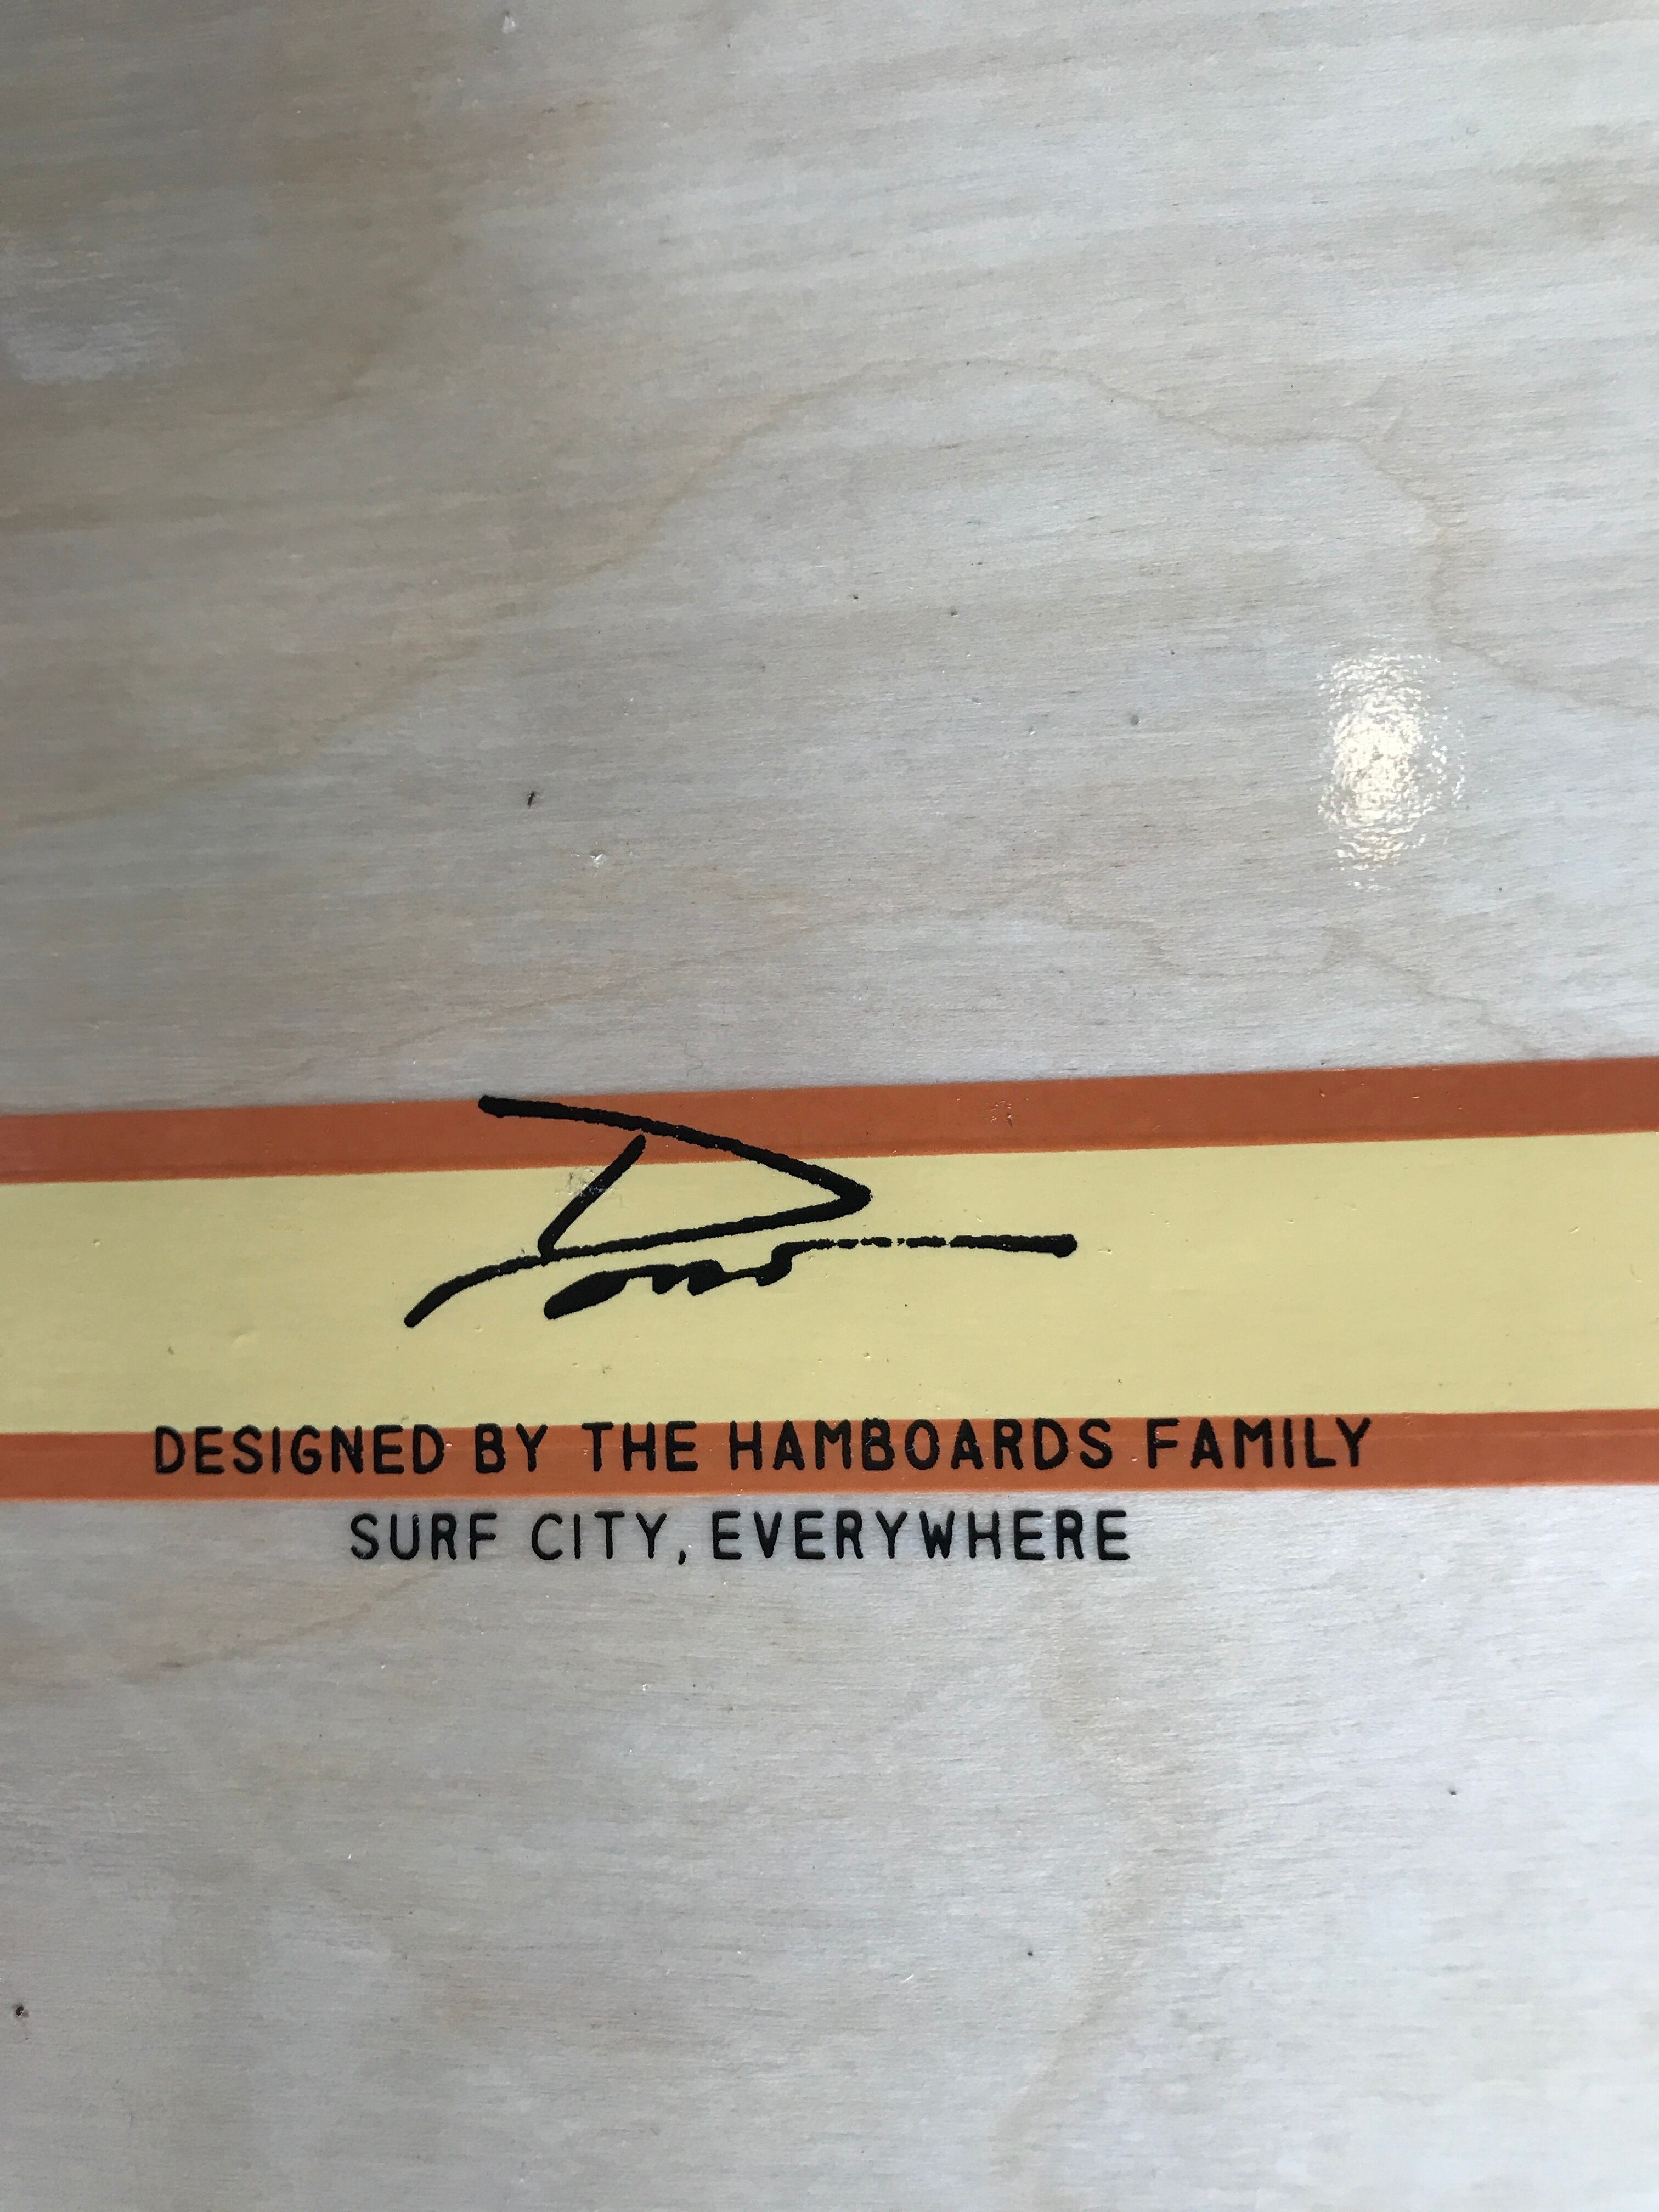 DESIGNED BY THE HAMBOARDS FAMILY
SURF CITY, EVERYWHERE